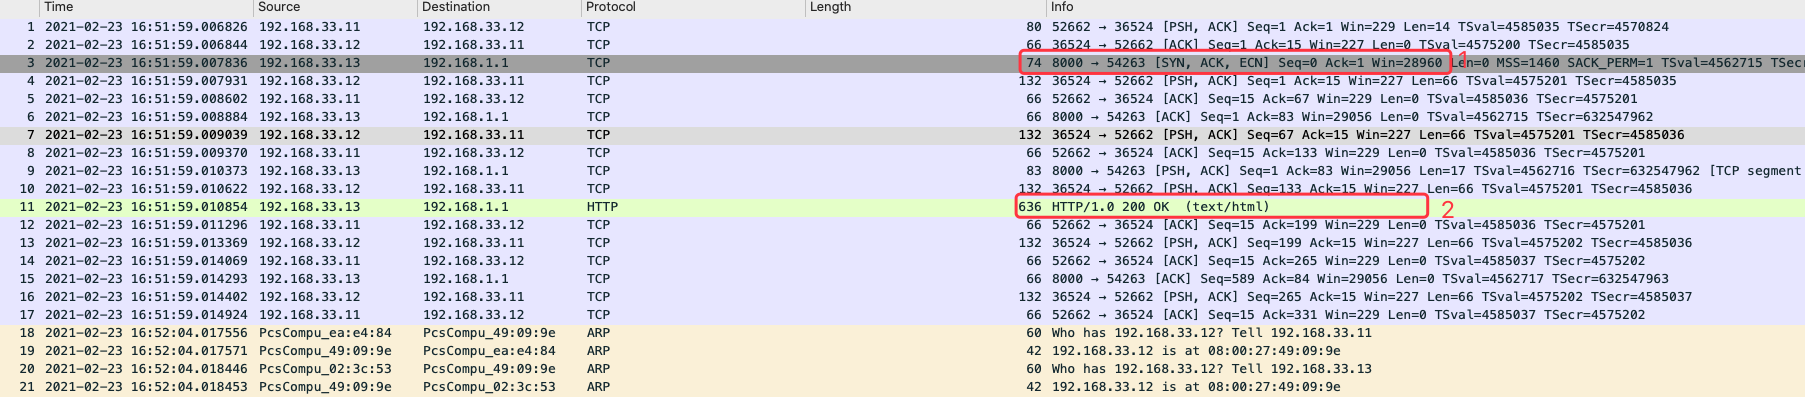 Time Source Destination Protocol Length Info
1 2021-02-23 16:51:59.006826 192.168.33.11 192.168.33.12 TCP 80 52662 → 36524 [PSH, ACK] Seq=1 Ack=1 Win=229 Len=14 TSval=4585035 TSecr=4570824
2 2021-02-23 16:51:59.006844 192.168.33.12 192.168.33.11 TCP 66 36524 → 52662 [ACK] Seq=1 Ack=15 Win=227 Len=0 TSval=4575200 TSecr=4585035
1
3 2021-02-23 16:51:59.007836 192.168.33.13 192.168.1.1 TCP 74 8000 → 54263 [SYN, ACK, ECN] Seq=0 Ack=1 Win=28960 Len=0 MSS=1460 SACK_PERM=1 TSval=4562715 TSec
4 2021-02-23 16:51:59.007931 192.168.33.12 192.168.33.11 TCP 132 36524 → 52662 [PSH, ACK] Seq=1 Ack=15 Win=227 Len=66 TSval=4575201 TSecr=4585035
5 2021-02-23 16:51:59.008602 192.168.33.11 192.168.33.12 TCP 66 52662 → 36524 [ACK] Seq=15 Ack=67 Win=229 Len=0 TSval=4585036 TSecr=4575201
6 2021-02-23 16:51:59.008884 192.168.33.13 192.168.1.1 TCP 66 8000 → 54263 [ACK] Seq=1 Ack=83 Win=29056 Len=0 TSval=4562715 TSecr=632547962
7 2021-02-23 16:51:59.009039 192.168.33.12 192.168.33.11 TCP 132 36524 → 52662 [PSH, ACK] Seq=67 Ack=15 Win=227 Len=66 TSval=4575201 TSecr=4585036
8 2021-02-23 16:51:59.009370 192.168.33.11 192.168.33.12 TCP 66 52662 → 36524 [ACK] Seq=15 Ack=133 Win=229 Len=0 TSval=4585036 TSecr=4575201
9 2021-02-23 16:51:59.010373 192.168.33.13 192.168.1.1 TCP 83 8000 → 54263 [PSH, ACK] Seq=1 Ack=83 Win=29056 Len=17 TSval=4562716 TSecr=632547962 [TCP segment
10 2021-02-23 16:51:59.010622 192.168.33.12 192.168.33.11 TCP 132 36524 → 52662 [PSH, ACK] Seq=133 Ack=15 Win=227 Len=66 TSval=4575201 TSecr=4585036
11 2021-02-23 16:51:59.010854 192.168.33.13 192.168.1.1 HTTP 636 HTTP/1.0 200 OK (text/html) 2
12 2021-02-23 16:51:59.011296 192.168.33.11 192.168.33.12 TCP 66 52662 → 36524 [ACK] Seq=15 Ack=199 Win=229 Len=0 TSval=4585036 TSecr=4575201
13 2021-02-23 16:51:59.013369 192.168.33.12 192.168.33.11 TCP 132 36524 → 52662 [PSH, ACK] Seq=199 Ack=15 Win=227 Len=66 TSval=4575202 TSecr=4585036
14 2021-02-23 16:51:59.014069 192.168.33.11 192.168.33.12 TCP 66 52662 → 36524 [ACK] Seq=15 Ack=265 Win=229 Len=0 TSval=4585037 TSecr=4575202
15 2021-02-23 16:51:59.014293 192.168.33.13 192.168.1.1 TCP 66 8000 → 54263 [ACK] Seq=589 Ack=84 Win=29056 Len=0 TSval=4562717 TSecr=632547963
16 2021-02-23 16:51:59.014402 192.168.33.12 192.168.33.11 TCP 132 36524 → 52662 [PSH, ACK] Seq=265 Ack=15 Win=227 Len=66 TSval=4575202 TSecr=4585037
17 2021-02-23 16:51:59.014924 192.168.33.11 192.168.33.12 TCP 66 52662 → 36524 [ACK] Seq=15 Ack=331 Win=229 Len=0 TSval=4585037 TSecr=4575202
18 2021-02-23 16:52:04.017556 PcsCompu_ea:e4:84 PcsCompu_49:09:9e ARP 60 Who has 192.168.33.12? Tell 192.168.33.11
19 2021-02-23 16:52:04.017571 PcsCompu_49:09:9e PcsCompu_ea:e4:84 ARP 42 192.168.33.12 is at 08:00:27:49:09:9e
20 2021-02-23 16:52:04.018446 PcsCompu_02:3c:53 PcsCompu_49:09:9e ARP 60 Who has 192.168.33.12? Tell 192.168.33.13
21 2021-02-23 16:52:04.018453 PcsCompu_49:09:9e PcsCompu_02:3c:53 ARP 42 192.168.33.12 is at 08:00:27:49:09:9e